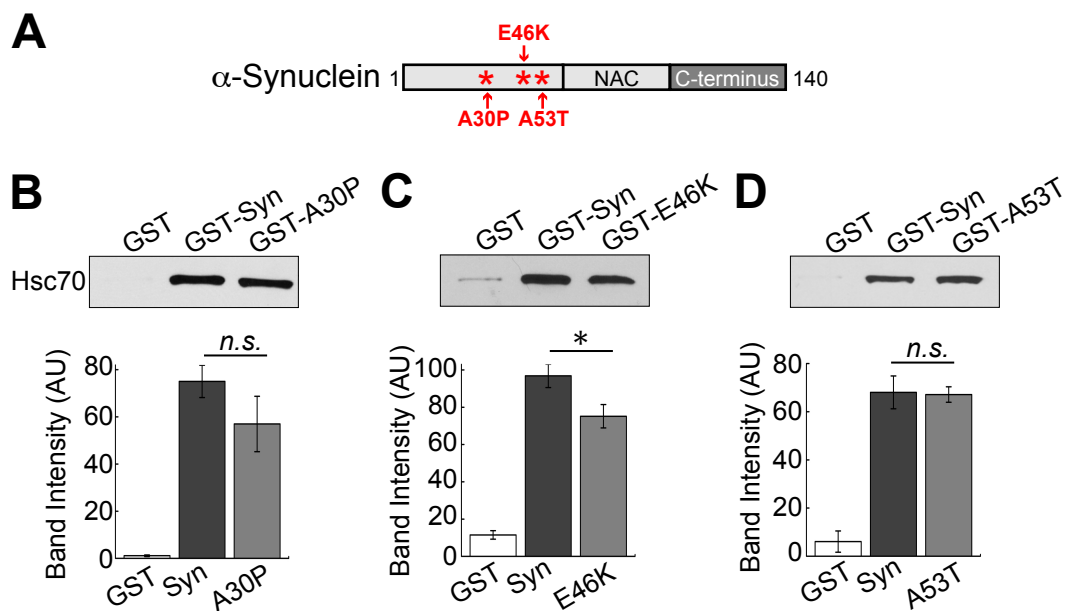 A
E46K
α-Synuclein 1 * ** NAC C-terminus 140
A30P A53T
B
GST GST-Syn GST-A30P
Hsc70
n.s.
Band Intensity (AU)
80
60
40
20
0
GST Syn A30P
C
GST GST-Syn GST-E46K
*
Band Intensity (AU)
100
80
60
40
20
0
GST Syn E46K
D
GST GST-Syn GST-A53T
n.s.
Band Intensity (AU)
80
60
40
20
0
GST Syn A53T